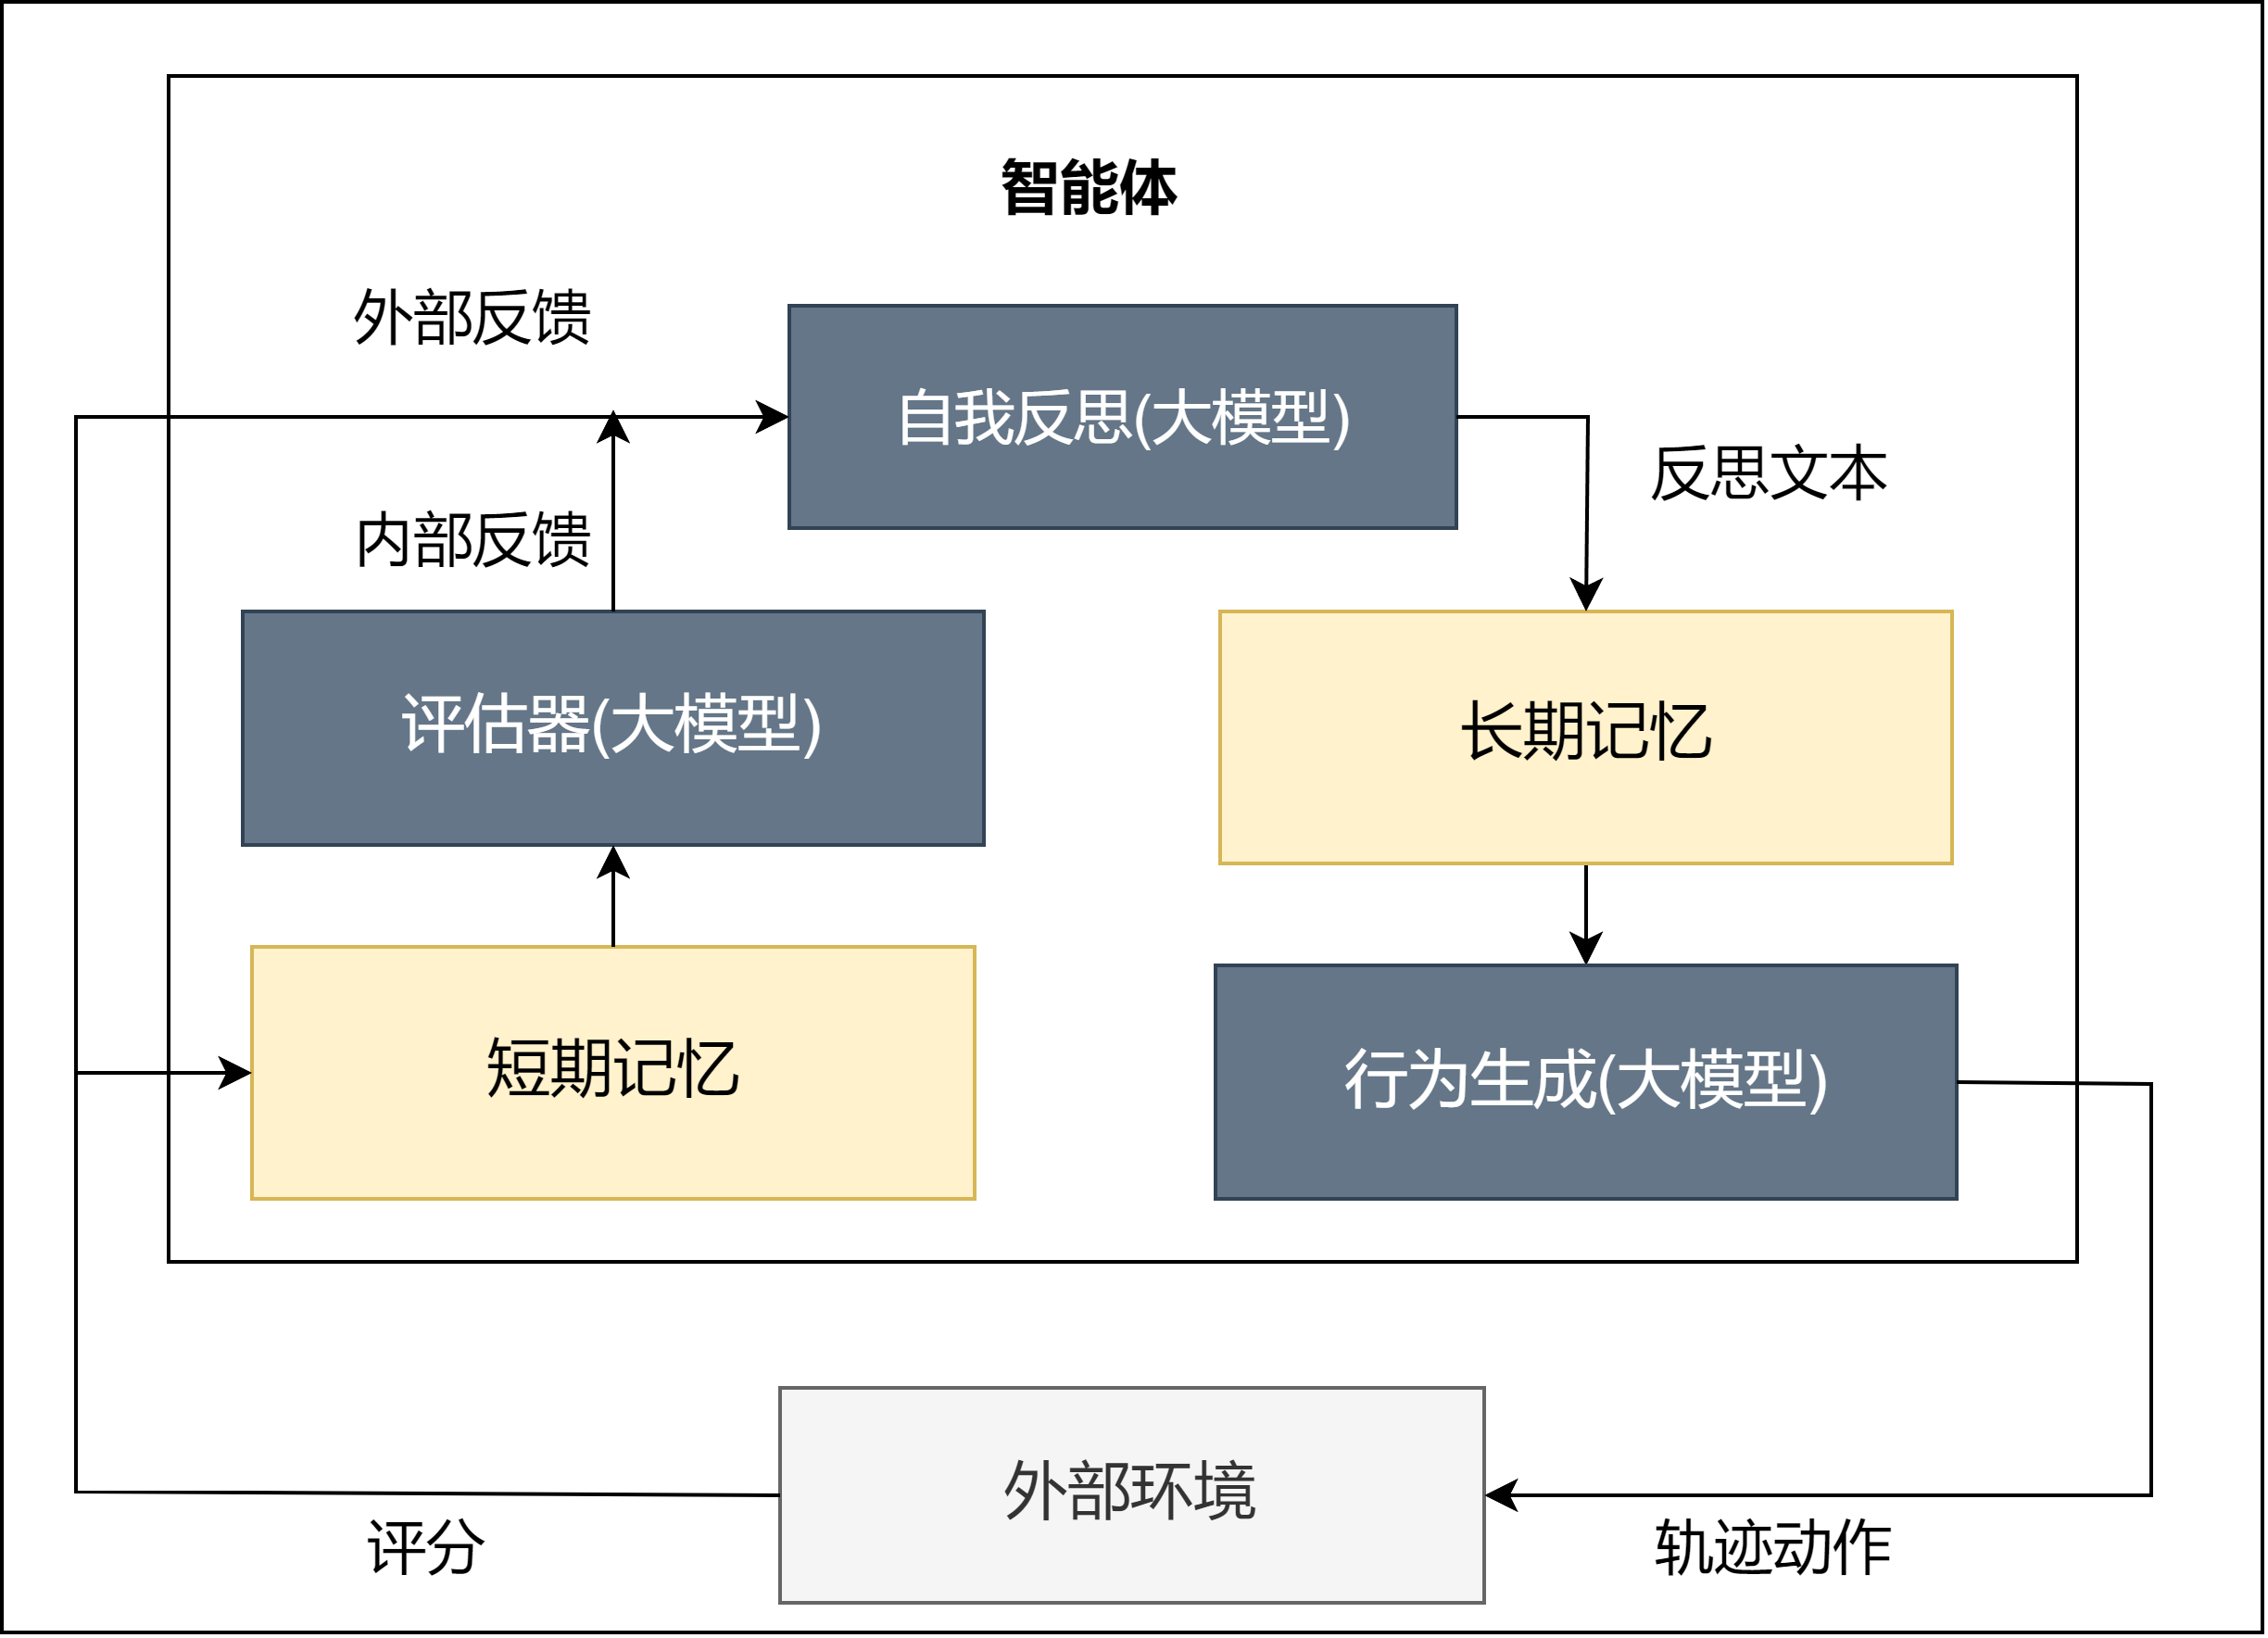 智能体
外部反馈
自我反思(大模型)
反思文本
内部反馈
评估器(大模型)
长期记忆
短期记忆
行为生成(大模型)
外部环境
评分
轨迹动作